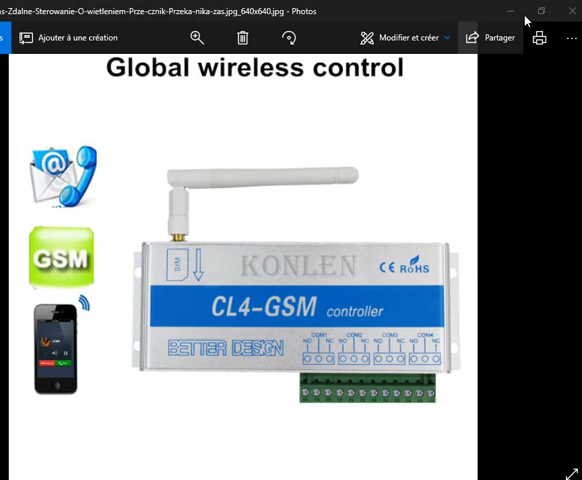 s-Zdalne-Sterowanie-O-wietleniem-Prze-cznik-Przeka-nika-zas.jpg_640x640.jpg - Photos
s
Ajouter à une création
Modifier et créer
Partager
Global wireless control
@
GSM
SIM
KONLEN
CE RoHS
CL4-GSM controller
BETTER DESIGN
COM1 COM2 COM3 COM4
NO NC NO NC NO NC NO NC